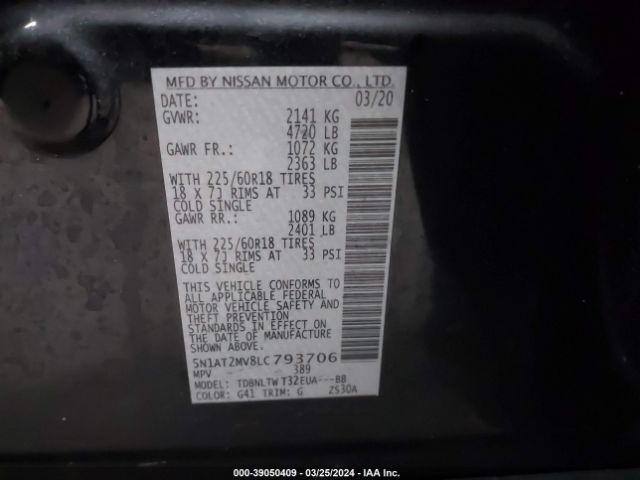 MFD BY NISSAN MOTOR CO., LTD.
DATE: 03/20
GVWR: 2141 KG
4720 LB
GAWR FR.: 1072 KG
2363 LB
WITH 225/60R18 TIRES
18 X 7J RIMS AT 33 PSI
COLD SINGLE
GAWR RR.: 1089 KG
2401 LB
WITH 225/60R18 TIRES
18 X 7J RIMS AT 33 PSI
COLD SINGLE
THIS VEHICLE CONFORMS TO
ALL APPLICABLE FEDERAL
MOTOR VEHICLE SAFETY AND
THEFT PREVENTION
STANDARDS IN EFFECT ON
THE DATE OF MANUFACTURE
SHOWN ABOVE.
5N1AT2MV8LC793706
MPV 389
MODEL: TDBNLTW T32EUA---BB
COLOR: G41 TRIM: G ZS30A
000-39050409 - 03/25/2024 - IAA Inc.